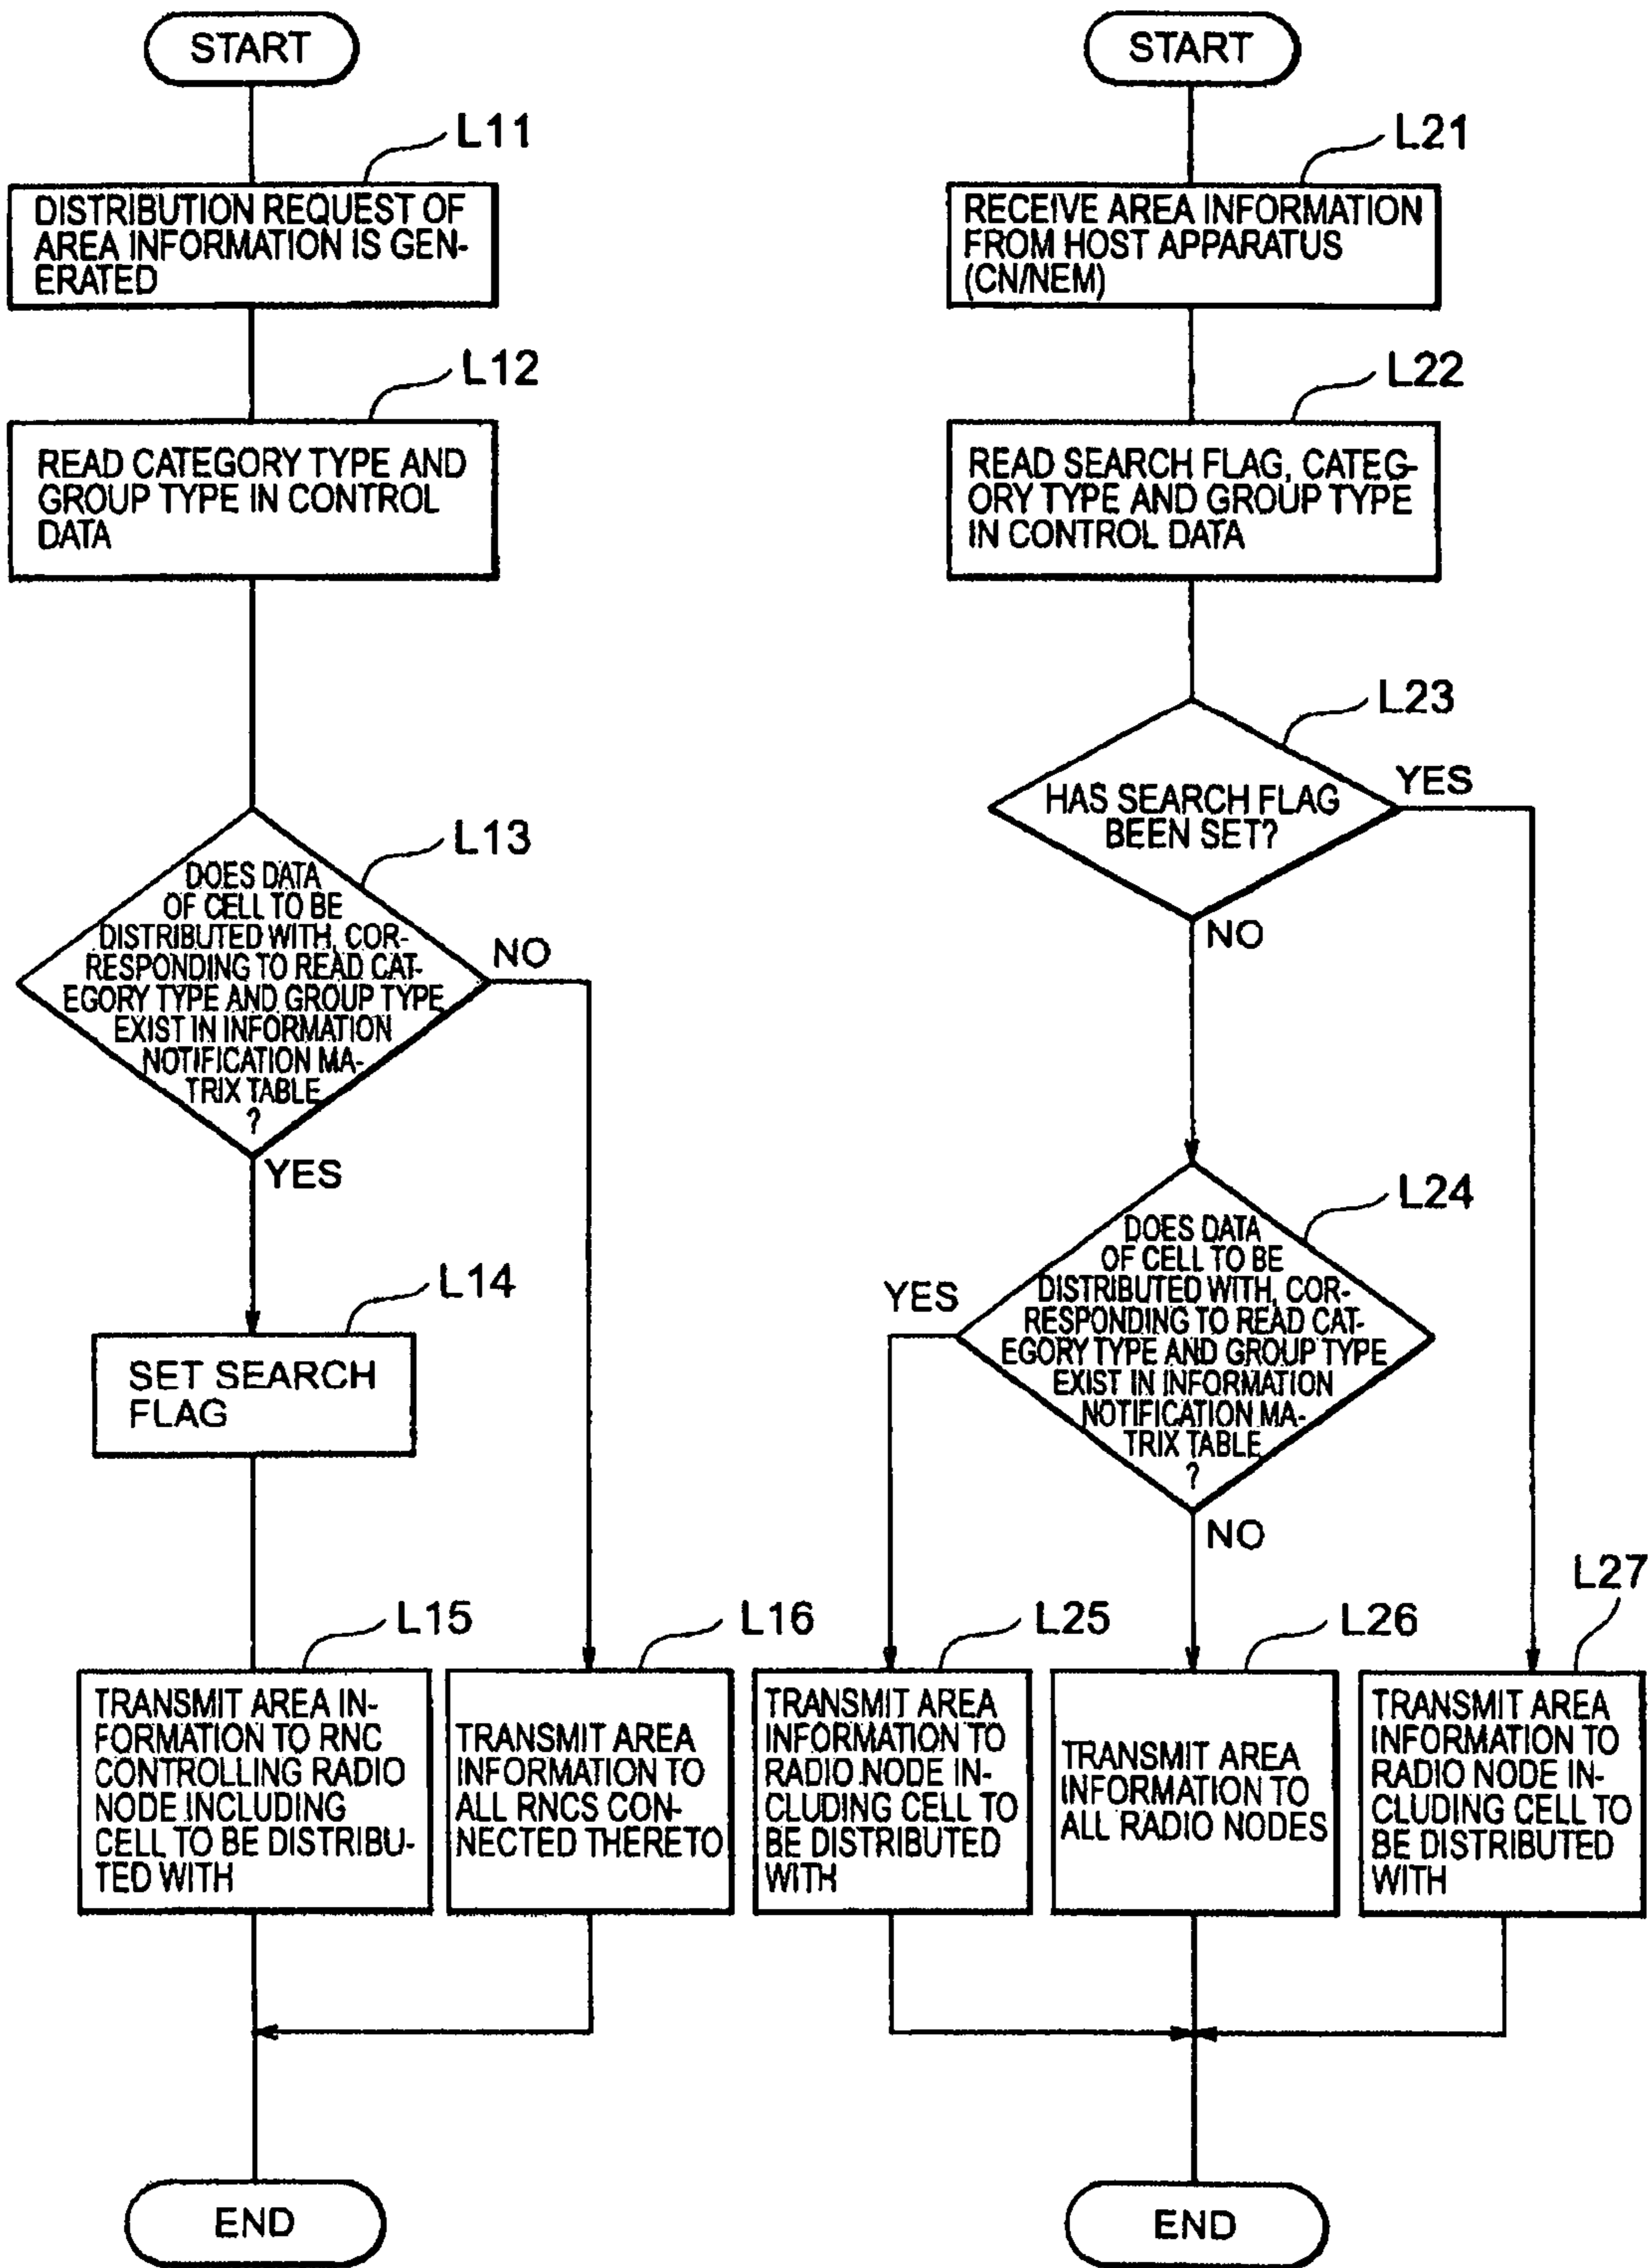 START
L11
DISTRIBUTION REQUEST OF
AREA INFORMATION IS GEN-
ERATED
L12
READ CATEGORY TYPE AND
GROUP TYPE IN CONTROL
DATA
L13
DOES DATA
OF CELL TO BE
DISTRIBUTED WITH, COR-
RESPONDING TO READ CAT-
EGORY TYPE AND GROUP TYPE
EXIST IN INFORMATION
NOTIFICATION MA-
TRIX TABLE
?
NO
YES
L14
SET SEARCH
FLAG
L15
TRANSMIT AREA IN-
FORMATION TO RNC
CONTROLLING RADIO
NODE INCLUDING
CELL TO BE DISTRIBU-
TED WITH
L16
TRANSMIT AREA
INFORMATION TO
ALL RNCS CON-
NECTED THERETO
END
START
L21
RECEIVE AREA INFORMATION
FROM HOST APPARATUS
(CN/NEM)
L22
READ SEARCH FLAG, CATEG-
ORY TYPE AND GROUP TYPE
IN CONTROL DATA
L23
HAS SEARCH FLAG
BEEN SET?
YES
NO
L24
DOES DATA
OF CELL TO BE
DISTRIBUTED WITH, COR-
RESPONDING TO READ CAT-
EGORY TYPE AND GROUP TYPE
EXIST IN INFORMATION
NOTIFICATION MA-
TRIX TABLE
?
YES
NO
L25
TRANSMIT AREA
INFORMATION TO
RADIO NODE IN-
CLUDING CELL TO
BE DISTRIBUTED
WITH
L26
TRANSMIT AREA
INFORMATION TO
ALL RADIO NODES
L27
TRANSMIT AREA
INFORMATION TO
RADIO NODE IN-
CLUDING CELL TO
BE DISTRIBUTED
WITH
END